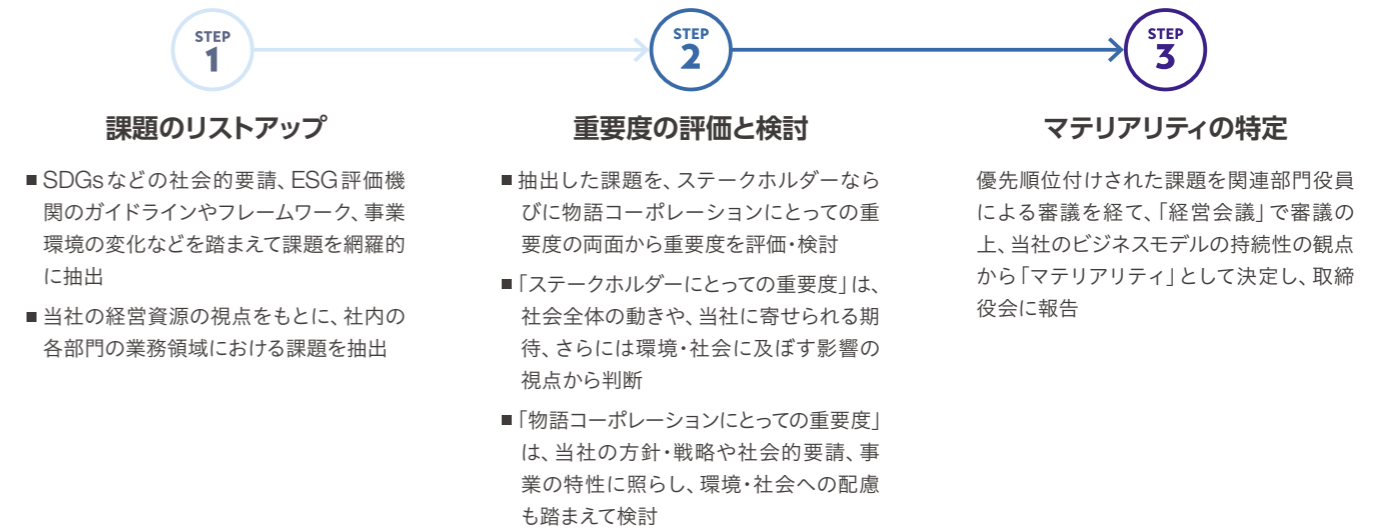 STEP
1
課題のリストアップ
■ SDGsなどの社会的要請、ESG評価機
関のガイドラインやフレームワーク、事業
環境の変化などを踏まえて課題を網羅的
に抽出
■ 当社の経営資源の視点をもとに、社内の
各部門の業務領域における課題を抽出
STEP
2
重要度の評価と検討
■ 抽出した課題を、ステークホルダーなら
びに物語コーポレーションにとっての重
要度の両面から重要度を評価・検討
■ 「ステークホルダーにとっての重要度」は、
社会全体の動きや、当社に寄せられる期
待、さらには環境・社会に及ぼす影響の
視点から判断
■ 「物語コーポレーションにとっての重要度」
は、当社の方針・戦略や社会的要請、事
業の特性に照らし、環境・社会への配慮
も踏まえて検討
STEP
3
マテリアリティの特定
優先順位付けされた課題を関連部門役員
による審議を経て、「経営会議」で審議の
上、当社のビジネスモデルの持続性の観点
から「マテリアリティ」として決定し、取締
役会に報告